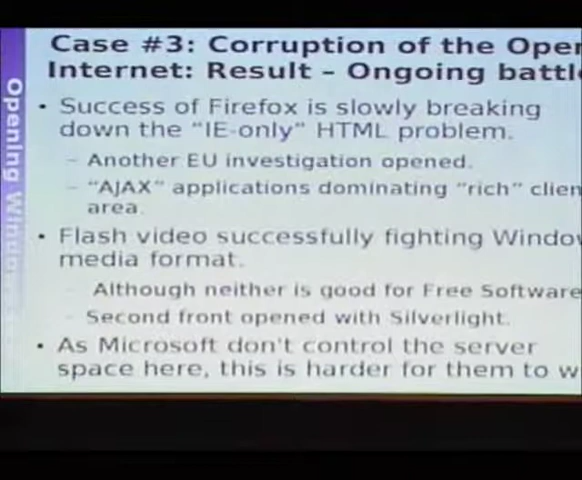 Case #3: Corruption of the Open
Internet: Result – Ongoing battle
• Success of Firefox is slowly breaking
down the "IE-only" HTML problem.
– Another EU investigation opened.
– "AJAX" applications dominating "rich" clien
area.
• Flash video successfully fighting Window
media format.
– Although neither is good for Free Software
– Second front opened with Silverlight.
• As Microsoft don't control the server
space here, this is harder for them to w
Opening Windows